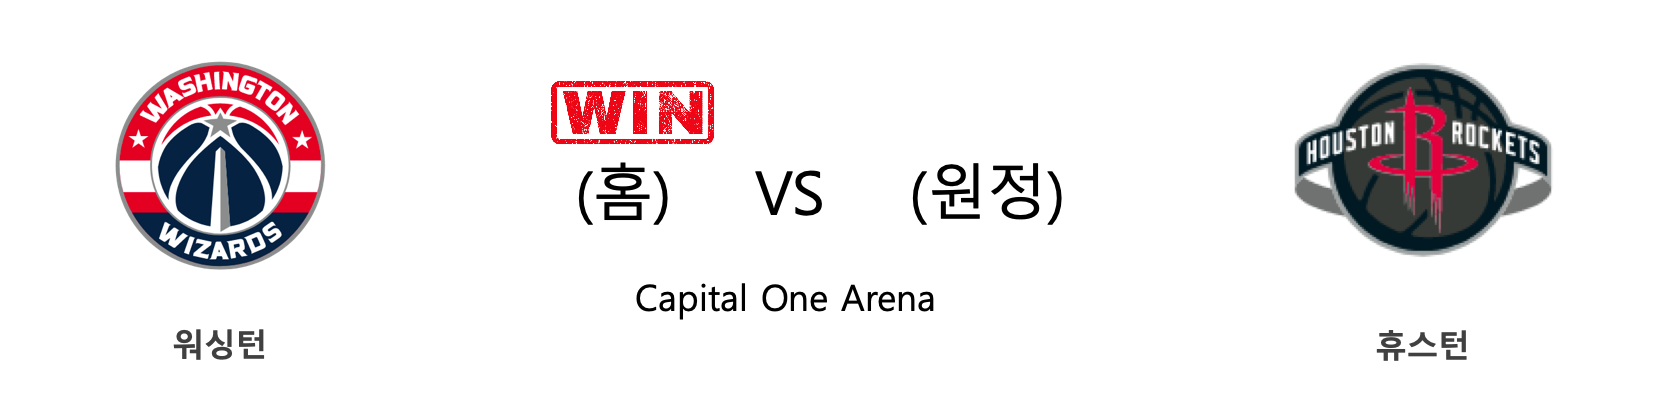 WASHINGTON
WIZARDS
워싱턴
WIN
(홈) VS (원정)
Capital One Arena
HOUSTON R ROCKETS
휴스턴